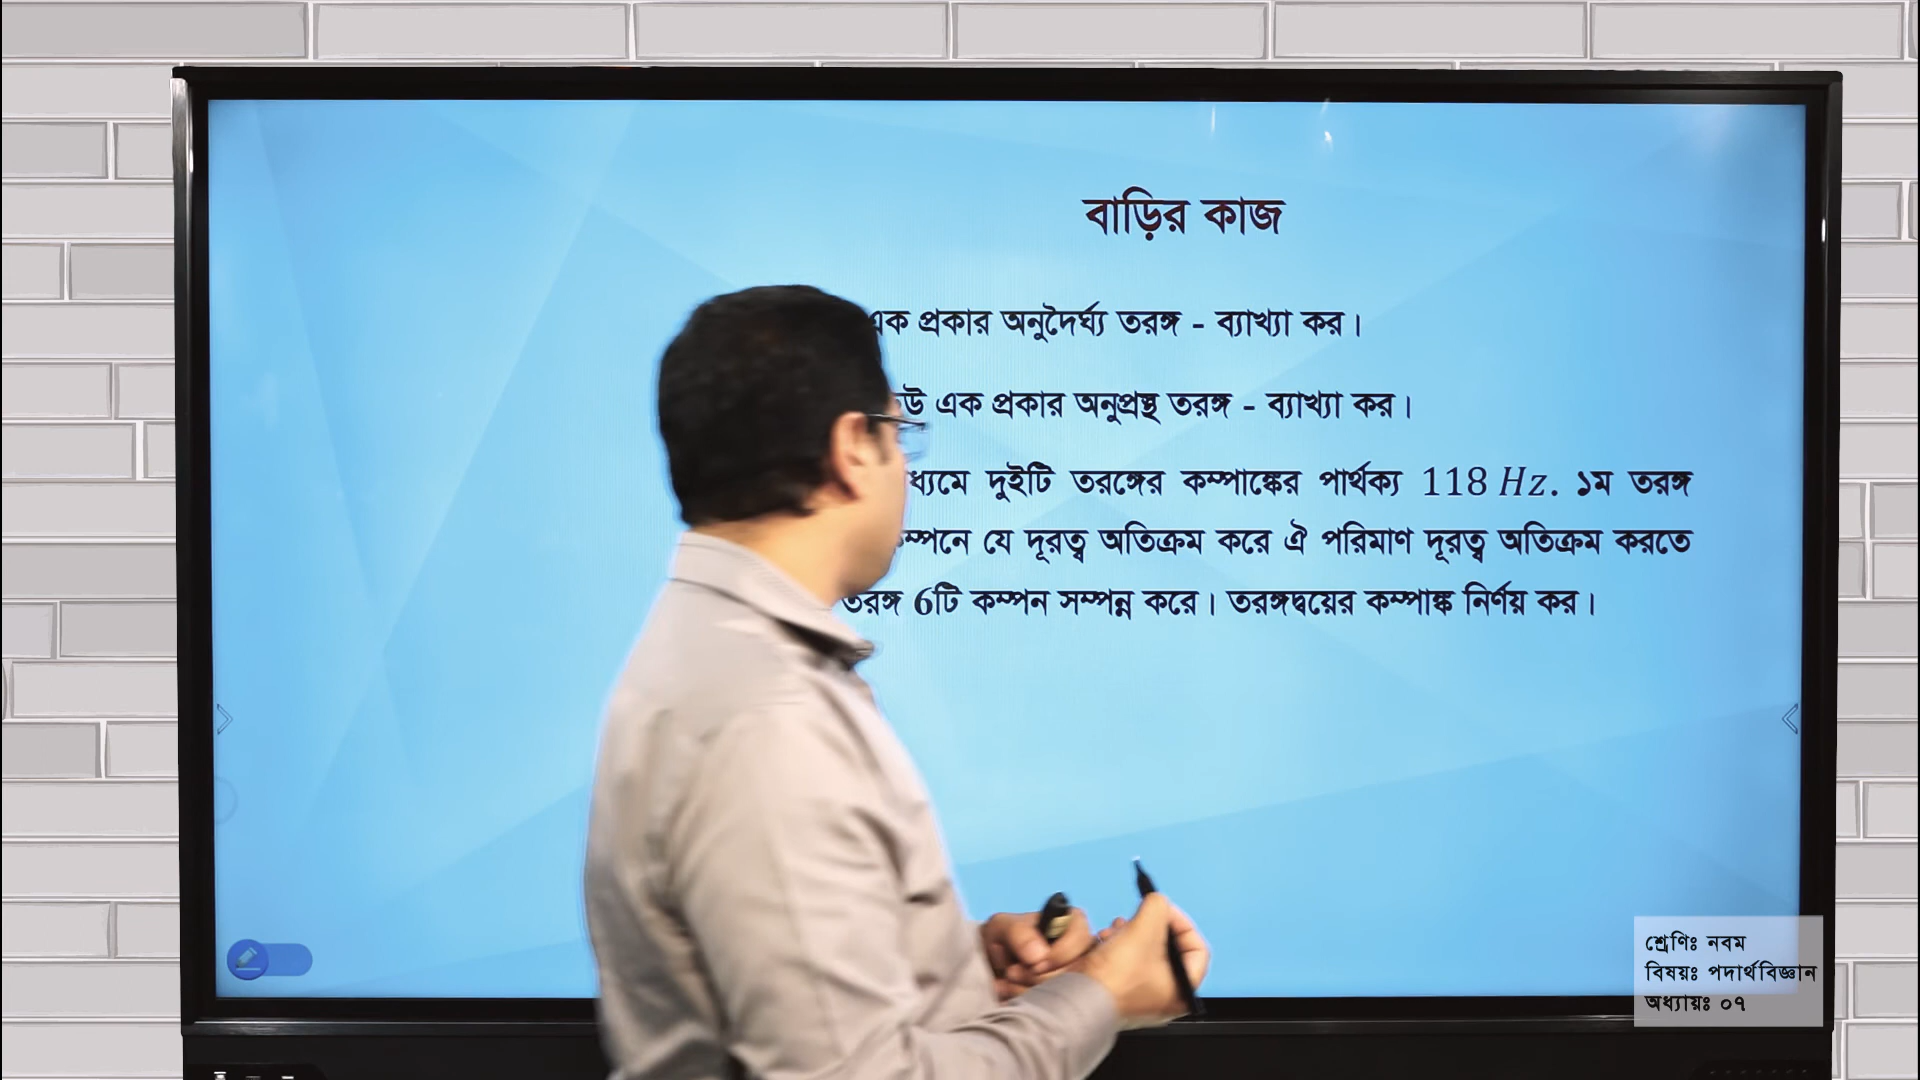 বাড়ির কাজ
এক প্রকার অনুদৈর্ঘ্য তরঙ্গ - ব্যাখ্যা কর।
এক প্রকার অনুপ্রস্থ তরঙ্গ - ব্যাখ্যা কর।
দুইটি তরঙ্গের কম্পাঙ্কের পার্থক্য 118 Hz. ১ম তরঙ্গ
যে দূরত্ব অতিক্রম করে ঐ পরিমাণ দূরত্ব অতিক্রম করতে
তরঙ্গ 6টি কম্পন সম্পন্ন করে। তরঙ্গদ্বয়ের কম্পাঙ্ক নির্ণয় কর।
শ্রেণিঃ নবম
বিষয়ঃ পদার্থবিজ্ঞান
অধ্যায়ঃ ০৭